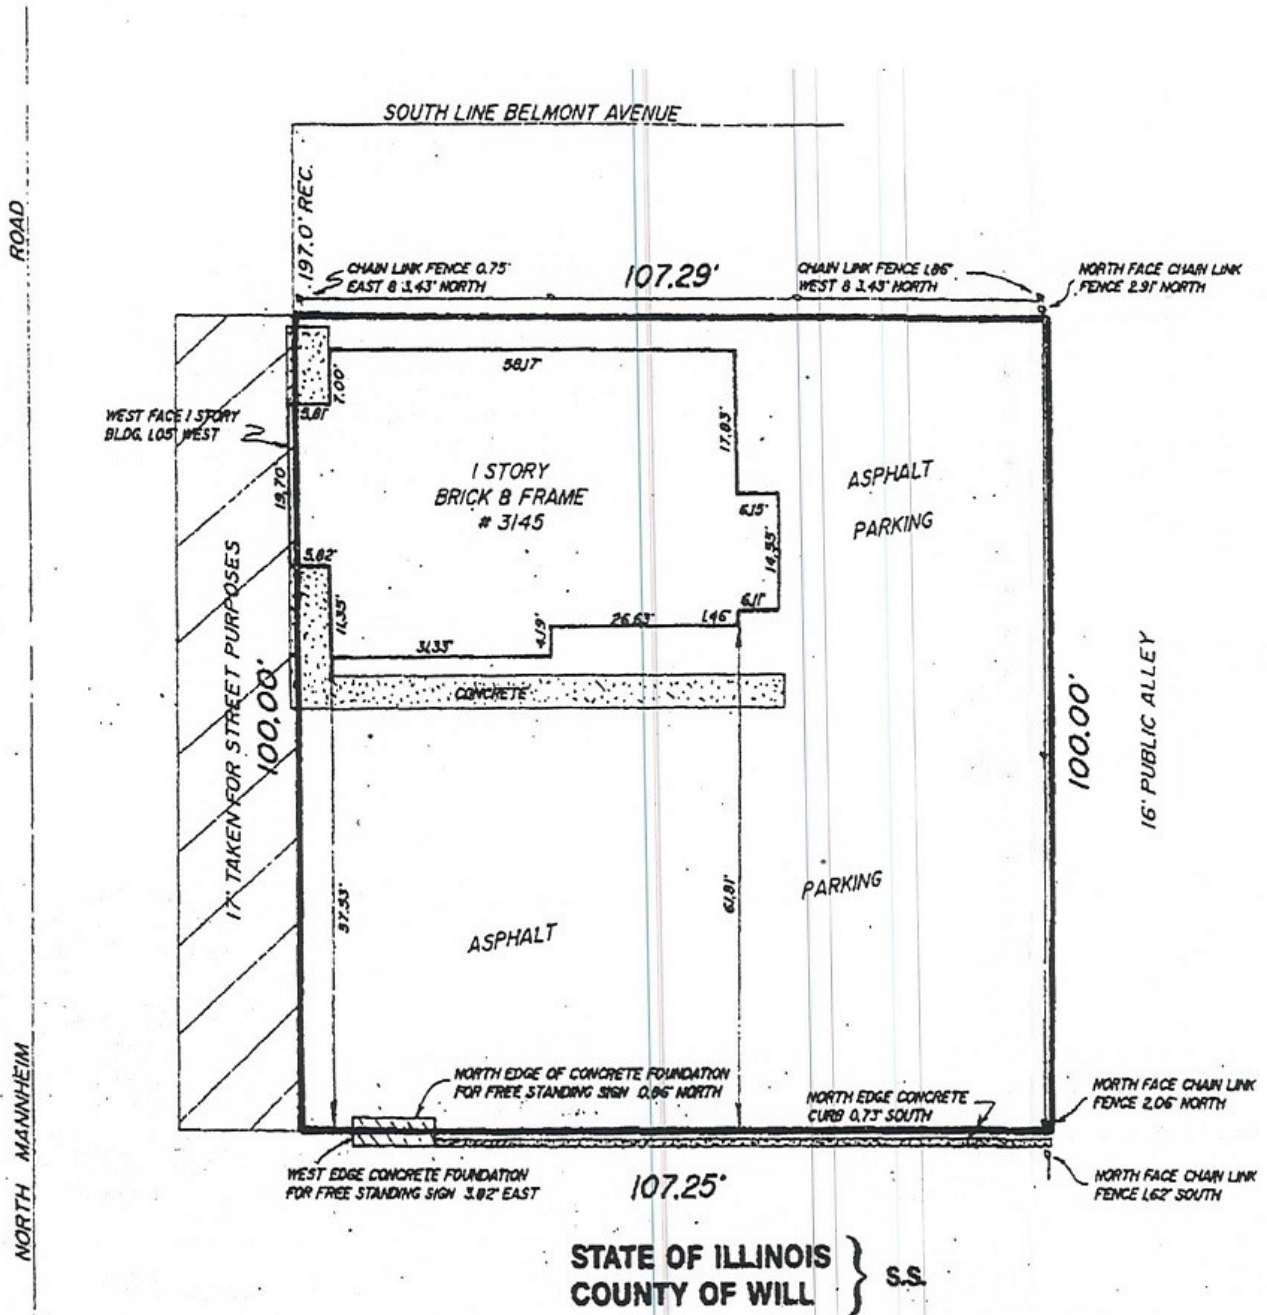 SOUTH LINE BELMONT AVENUE
ROAD
197.0' REC.
CHAIN LINK FENCE 0.75'
EAST & 3.43' NORTH
107.29'
CHAIN LINK FENCE 1.86'
WEST & 3.43' NORTH
NORTH FACE CHAIN LINK
FENCE 2.91' NORTH
58.17'
7.00'
5.81'
WEST FACE 1 STORY
BLDG. 1.05' WEST
17.83'
1 STORY
BRICK & FRAME
# 3145
ASPHALT
PARKING
19.70'
6.15'
14.55'
5.82'
6.11'
11.35'
26.63'
1.46'
4.19'
31.33'
CONCRETE
17' TAKEN FOR STREET PURPOSES
100.00'
100.00'
16' PUBLIC ALLEY
57.53'
61.81'
PARKING
ASPHALT
NORTH MANNHEIM
NORTH EDGE OF CONCRETE FOUNDATION
FOR FREE STANDING SIGN 0.86' NORTH
NORTH EDGE CONCRETE
CURB 0.73' SOUTH
NORTH FACE CHAIN LINK
FENCE 2.06' NORTH
WEST EDGE CONCRETE FOUNDATION
FOR FREE STANDING SIGN 3.82' EAST
107.25'
NORTH FACE CHAIN LINK
FENCE 1.62' SOUTH
STATE OF ILLINOIS
COUNTY OF WILL
S.S.